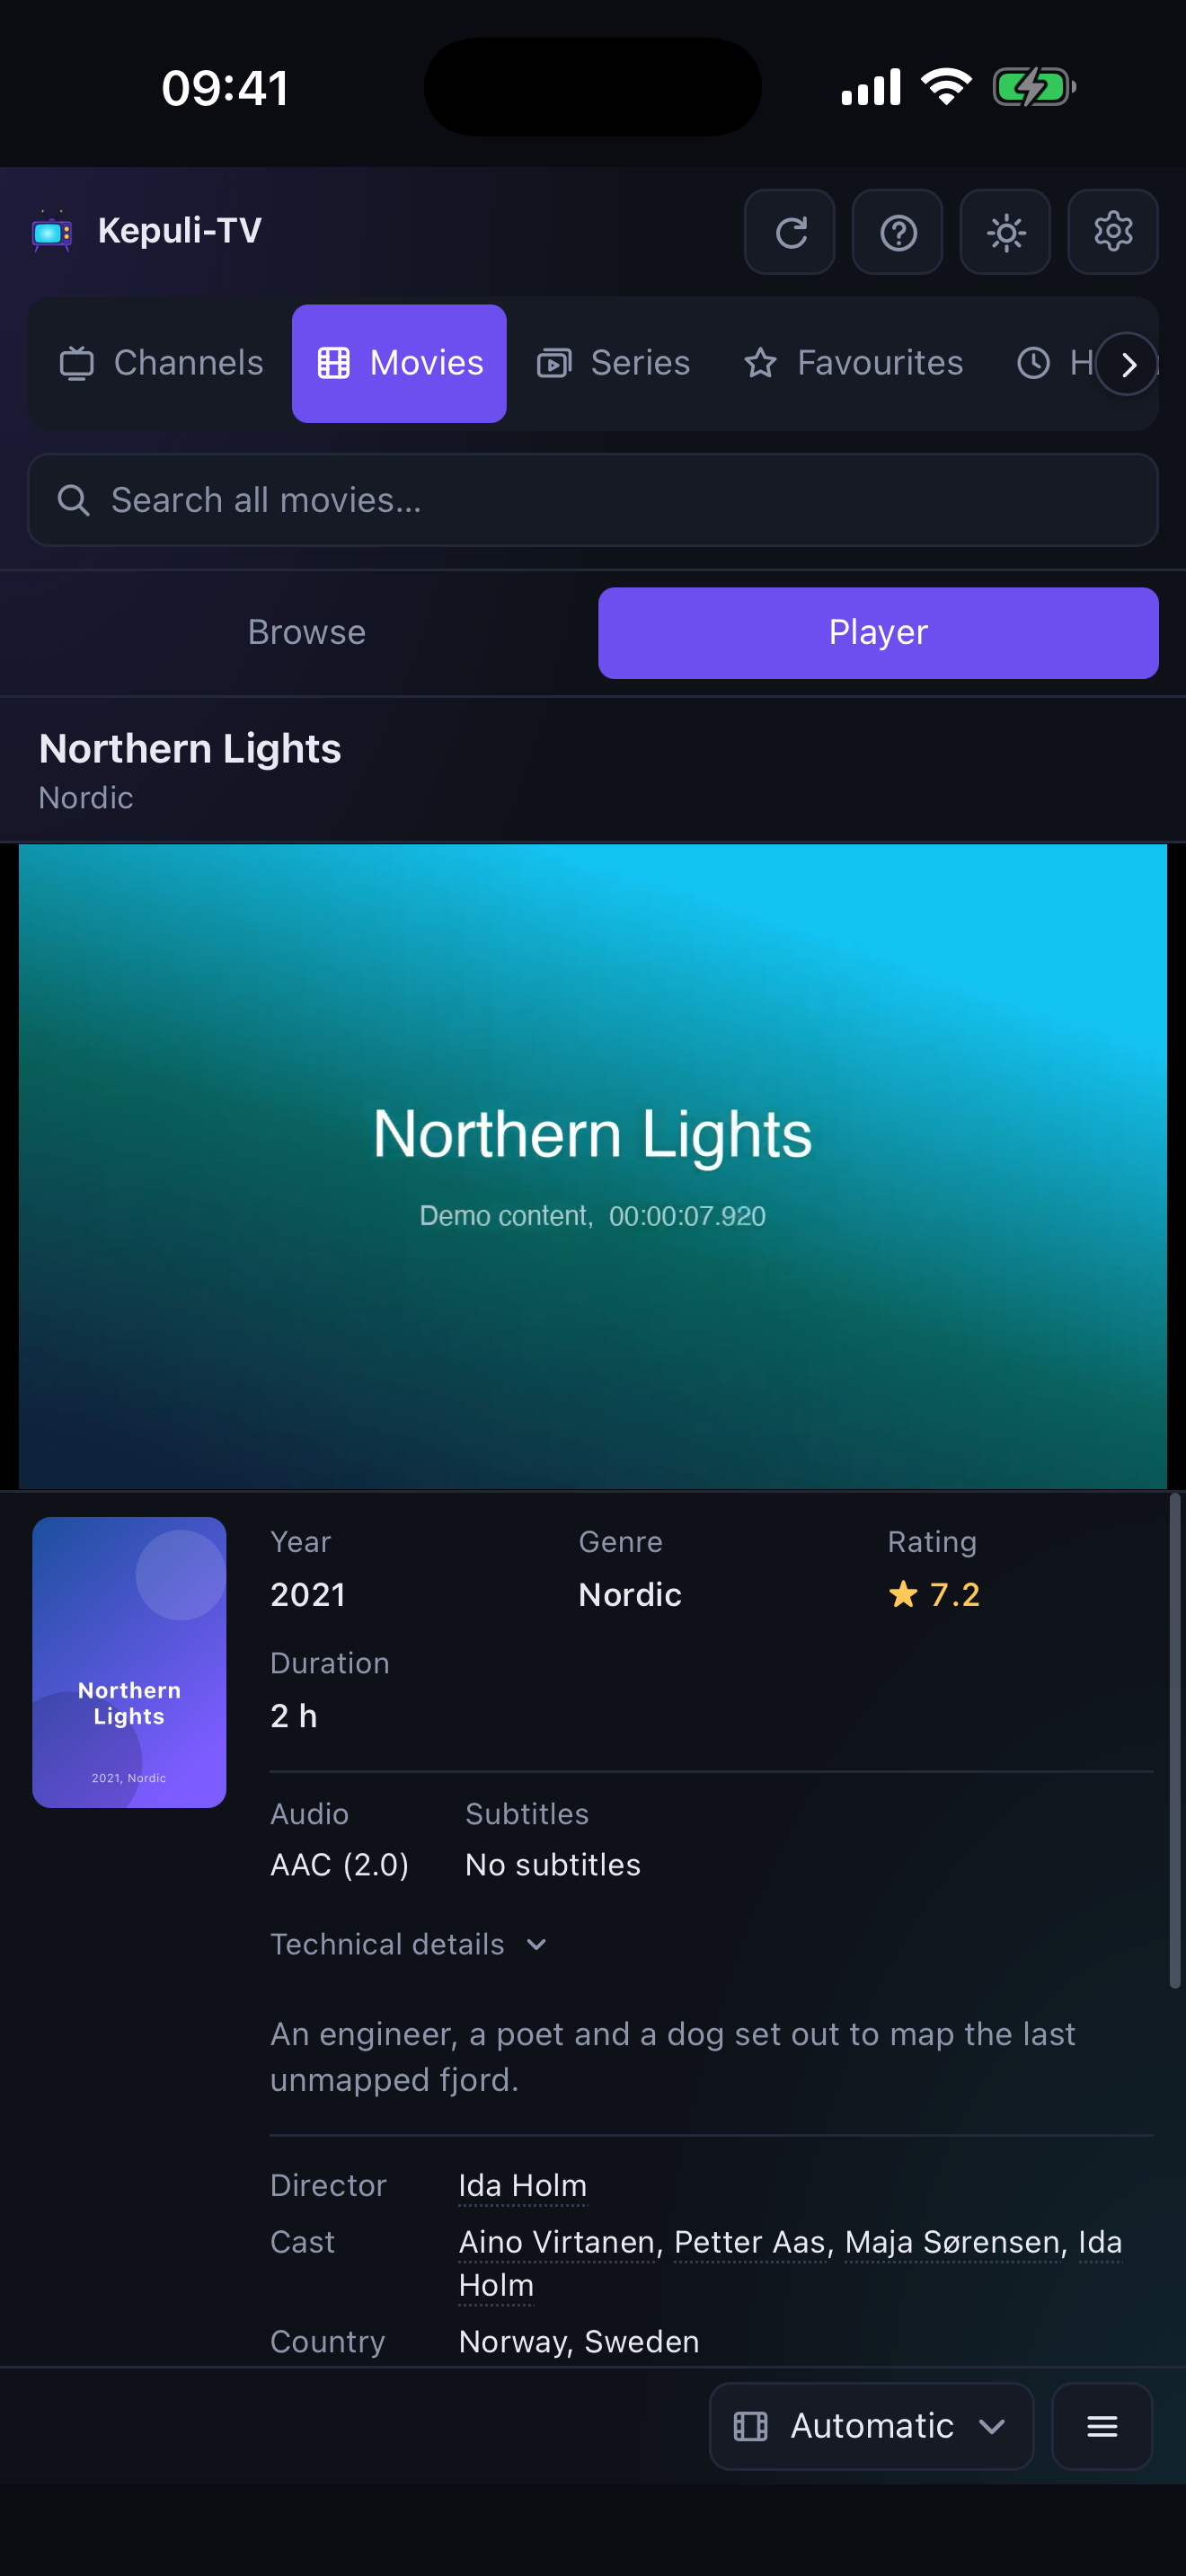 09:41
Kepuli-TV
Channels
Movies
Series
Favourites
Search all movies...
Browse
Player
Northern Lights
Nordic
Northern Lights
Demo content, 00:00:07.920
Northern
Lights
2021, Nordic
Year
Genre
Rating
2021
Nordic
7.2
Duration
2 h
Audio
Subtitles
AAC (2.0)
No subtitles
Technical details
An engineer, a poet and a dog set out to map the last
unmapped fjord.
Director
Ida Holm
Cast
Aino Virtanen, Petter Aas, Maja Sørensen, Ida
Holm
Country
Norway, Sweden
Automatic